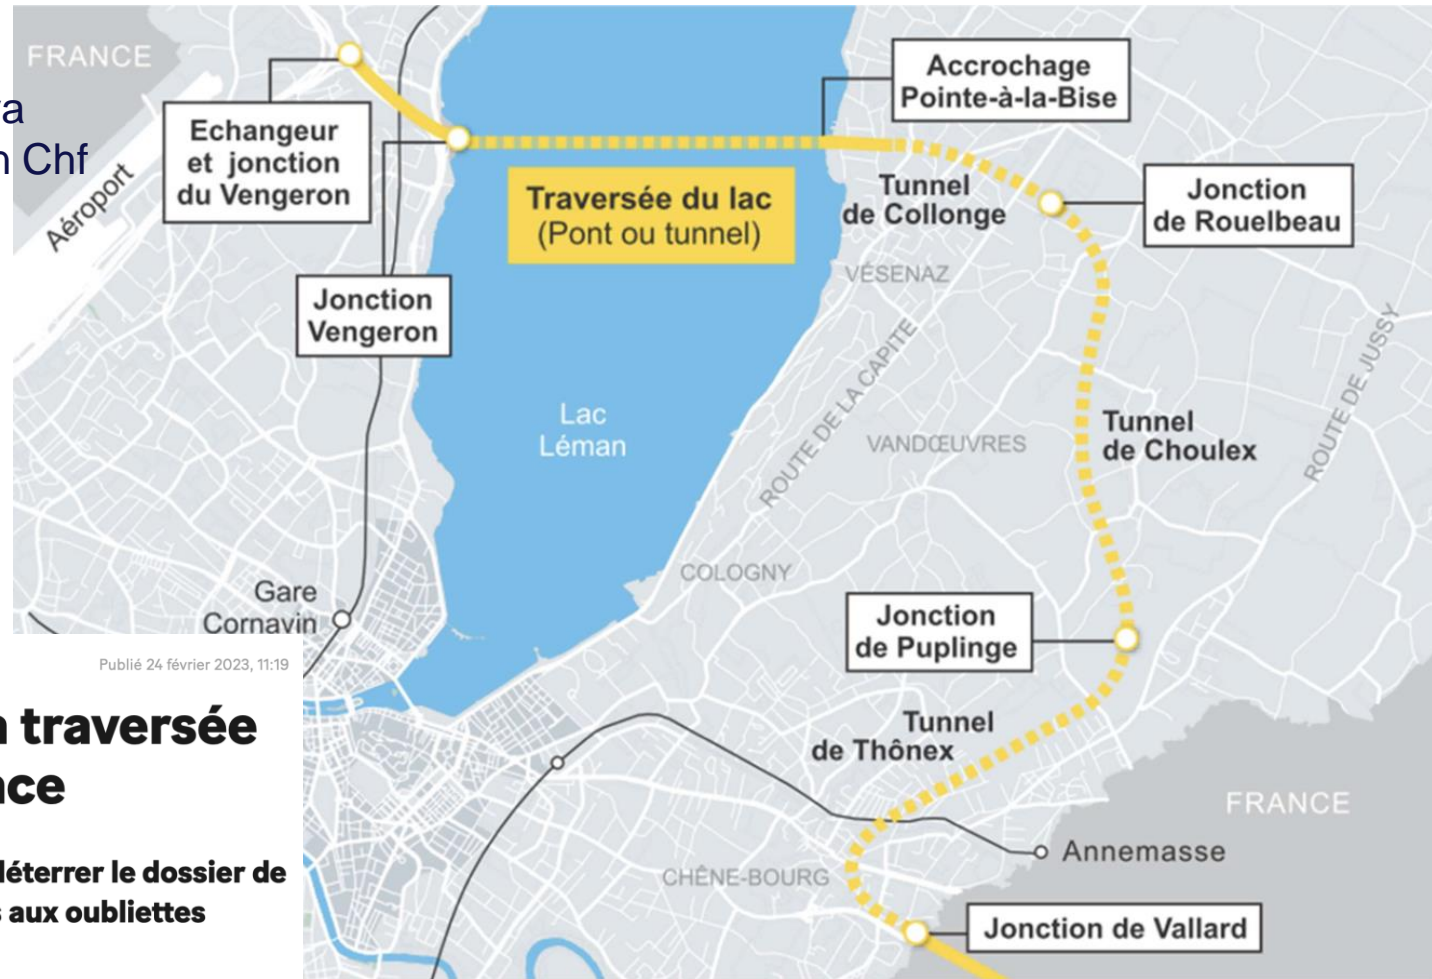 FRANCE
Chf
Aéroport
Echangeur
et jonction
du Vengeron
Jonction
Vengeron
Traversée du lac
(Pont ou tunnel)
Accrochage
Pointe-à-la-Bise
Tunnel
de Collonge
Jonction
de Rouelbeau
VÉSENAZ
ROUTE DE LA CAPITE
VANDŒUVRES
Tunnel
de Choulex
ROUTE DE JUSSY
Lac
Léman
COLOGNY
Gare
Cornavin
Jonction
de Puplinge
Tunnel
de Thônex
FRANCE
Annemasse
CHÊNE-BOURG
Jonction de Vallard
Publié 24 février 2023, 11:19
traversée
déterrer le dossier de
aux oubliettes